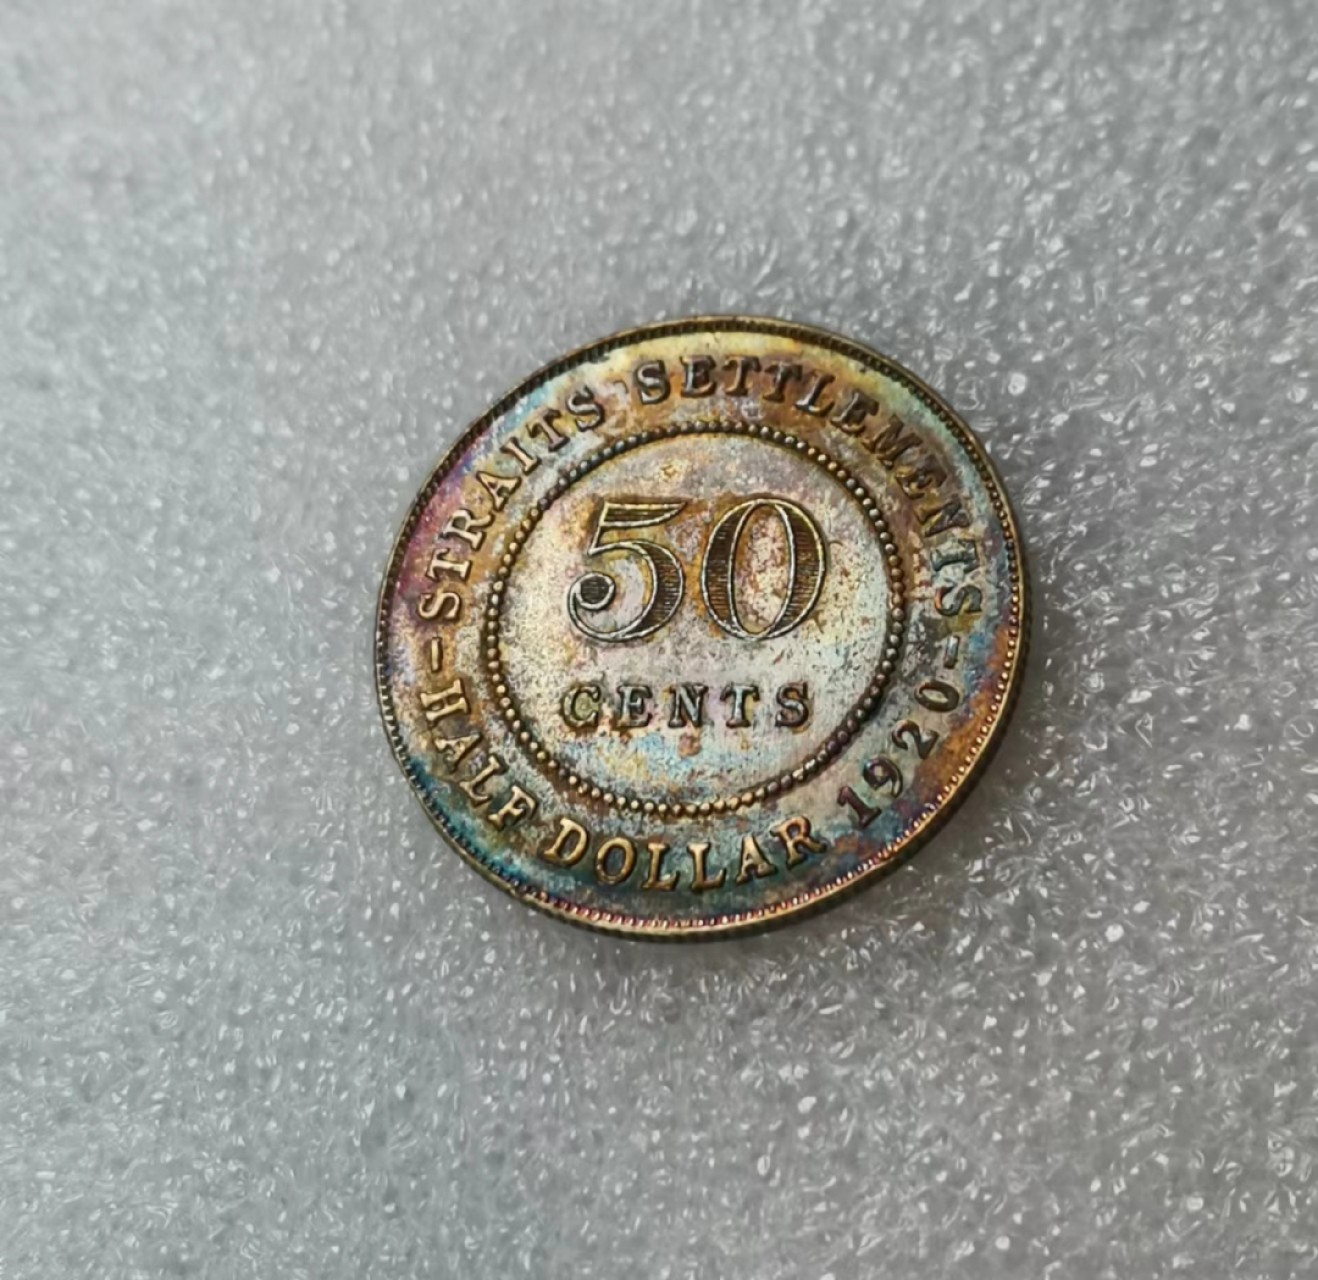 -STRAITS SETTLEMENTS-
50
CENTS
HALF DOLLAR 1920